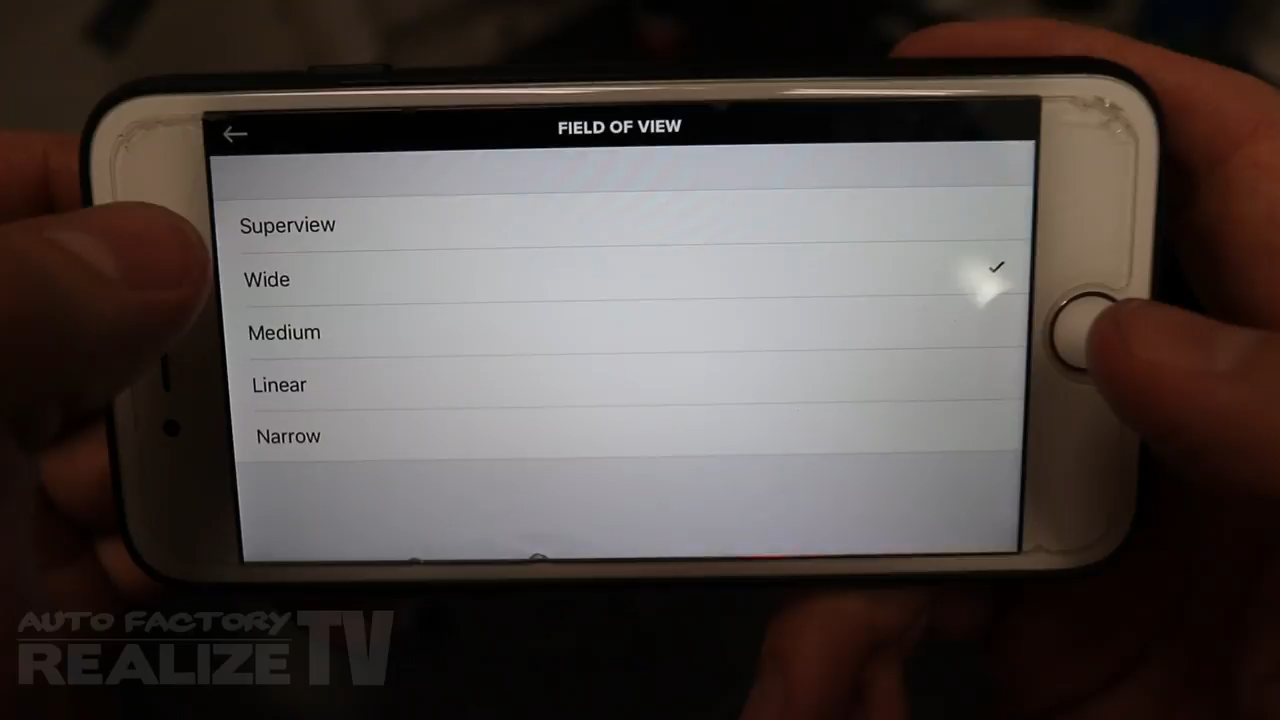 FIELD OF VIEW
Superview
Wide
Medium
Linear
Narrow
AUTO FACTORY
REALIZE TV